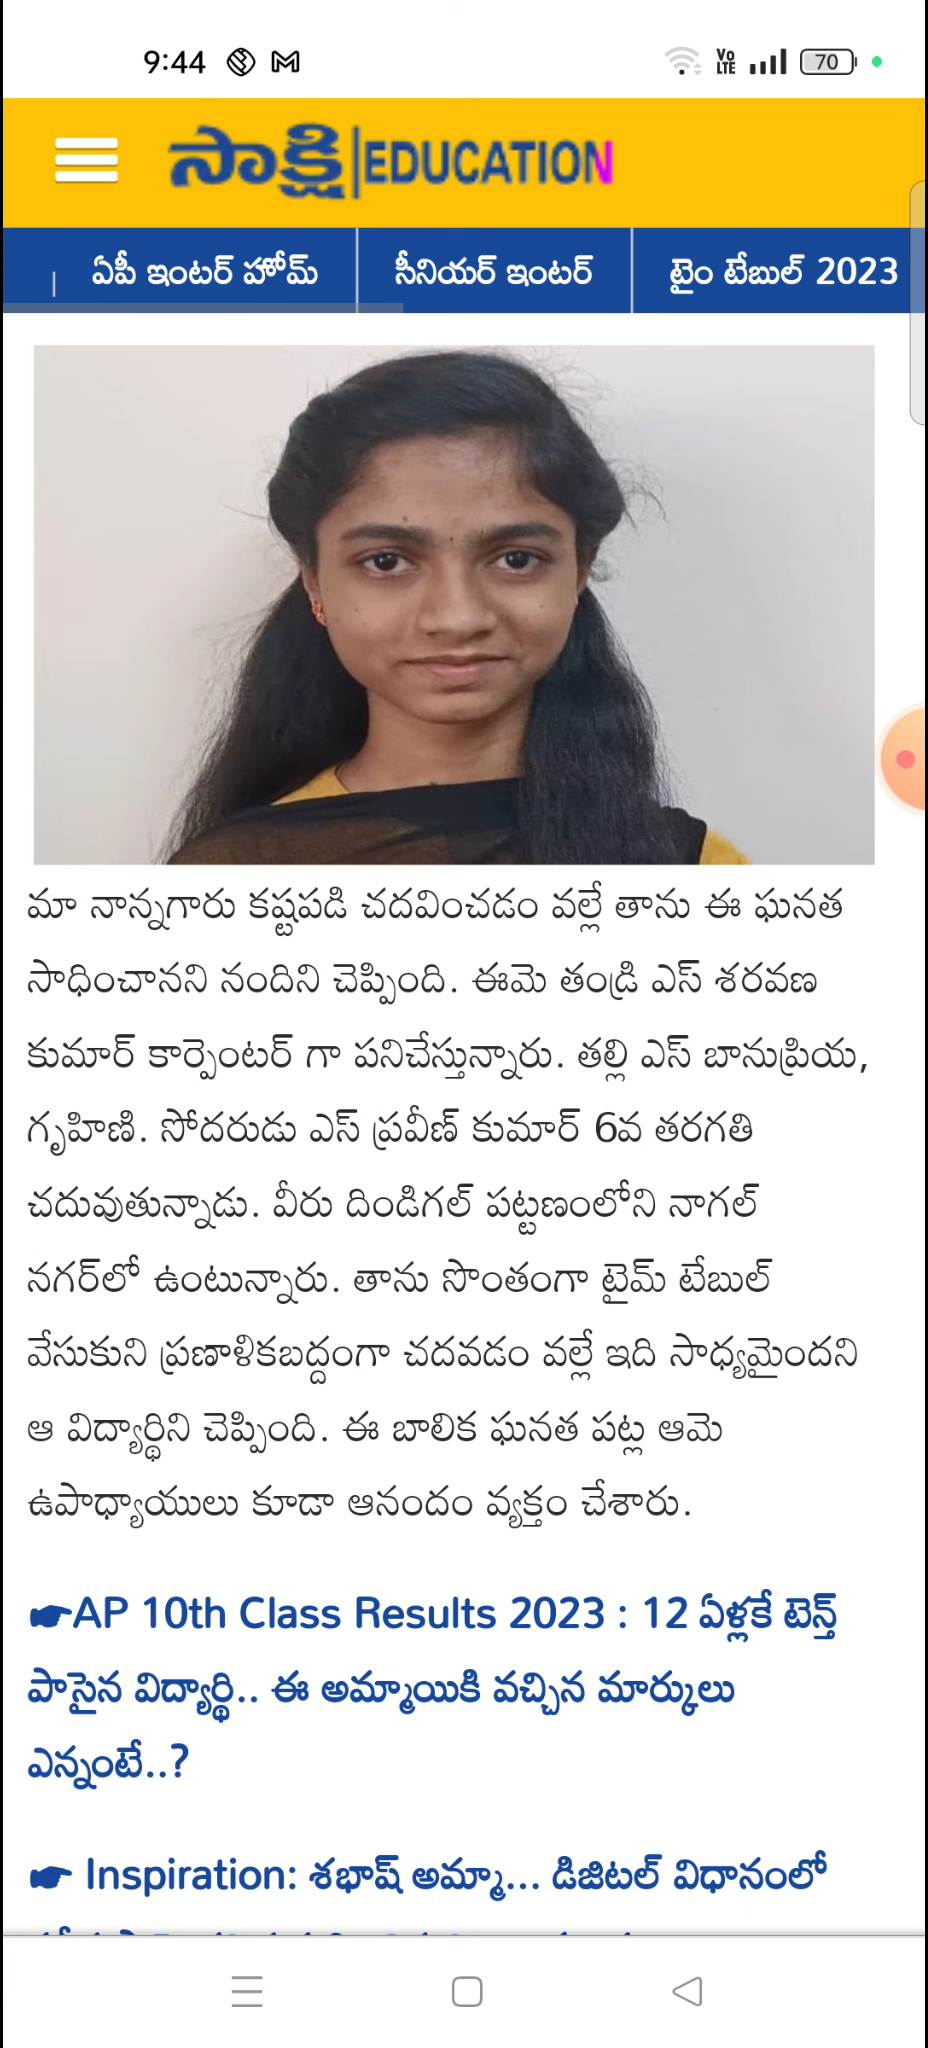 9:44
Vo
LTE
70
సాక్షి|EDUCATION
ఏపీ ఇంటర్ హోమ్
సీనియర్ ఇంటర్
టైం టేబుల్ 2023
మా నాన్నగారు కష్టపడి చదవించడం వల్లే తాను ఈ ఘనత
సాధించానని నందిని చెప్పింది. ఈమె తండ్రి ఎస్ శరవణ
కుమార్ కార్పెంటర్ గా పనిచేస్తున్నారు. తల్లి ఎస్ బానుప్రియ,
గృహిణి. సోదరుడు ఎస్ ప్రవీణ్ కుమార్ 6వ తరగతి
చదువుతున్నాడు. వీరు దిండిగల్ పట్టణంలోని నాగల్
నగర్‌లో ఉంటున్నారు. తాను సొంతంగా టైమ్ టేబుల్
వేసుకుని ప్రణాళికబద్దంగా చదవడం వల్లే ఇది సాధ్యమైందని
ఆ విద్యార్థిని చెప్పింది. ఈ బాలిక ఘనత పట్ల ఆమె
ఉపాధ్యాయులు కూడా ఆనందం వ్యక్తం చేశారు.
☛AP 10th Class Results 2023 : 12 ఏళ్లకే టెన్త్
పాసైన విద్యార్థి.. ఈ అమ్మాయికి వచ్చిన మార్కులు
ఎన్నంటే..?
☛ Inspiration: శభాష్ అమ్మా... డిజిటల్ విధానంలో